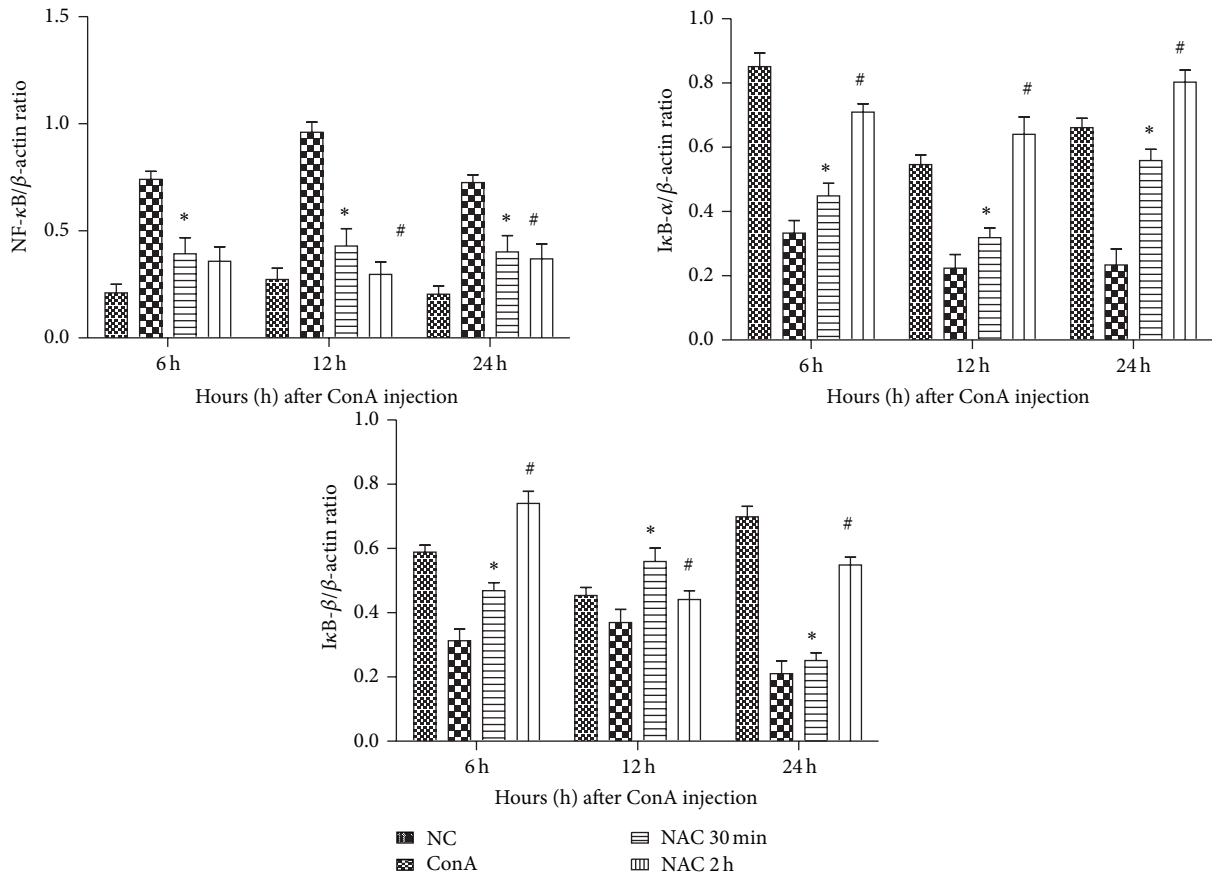 NF-κB/β-actin ratio
1.5
1.0
0.5
0.0
*
*
#
*
#
6 h 12 h 24 h
Hours (h) after ConA injection
IκB-α/β-actin ratio
1.0
0.8
0.6
0.4
0.2
0.0
*
#
*
#
*
#
6 h 12 h 24 h
Hours (h) after ConA injection
IκB-β/β-actin ratio
1.0
0.8
0.6
0.4
0.2
0.0
*
#
*
#
*
#
6 h 12 h 24 h
Hours (h) after ConA injection
NC
ConA
NAC 30 min
NAC 2 h